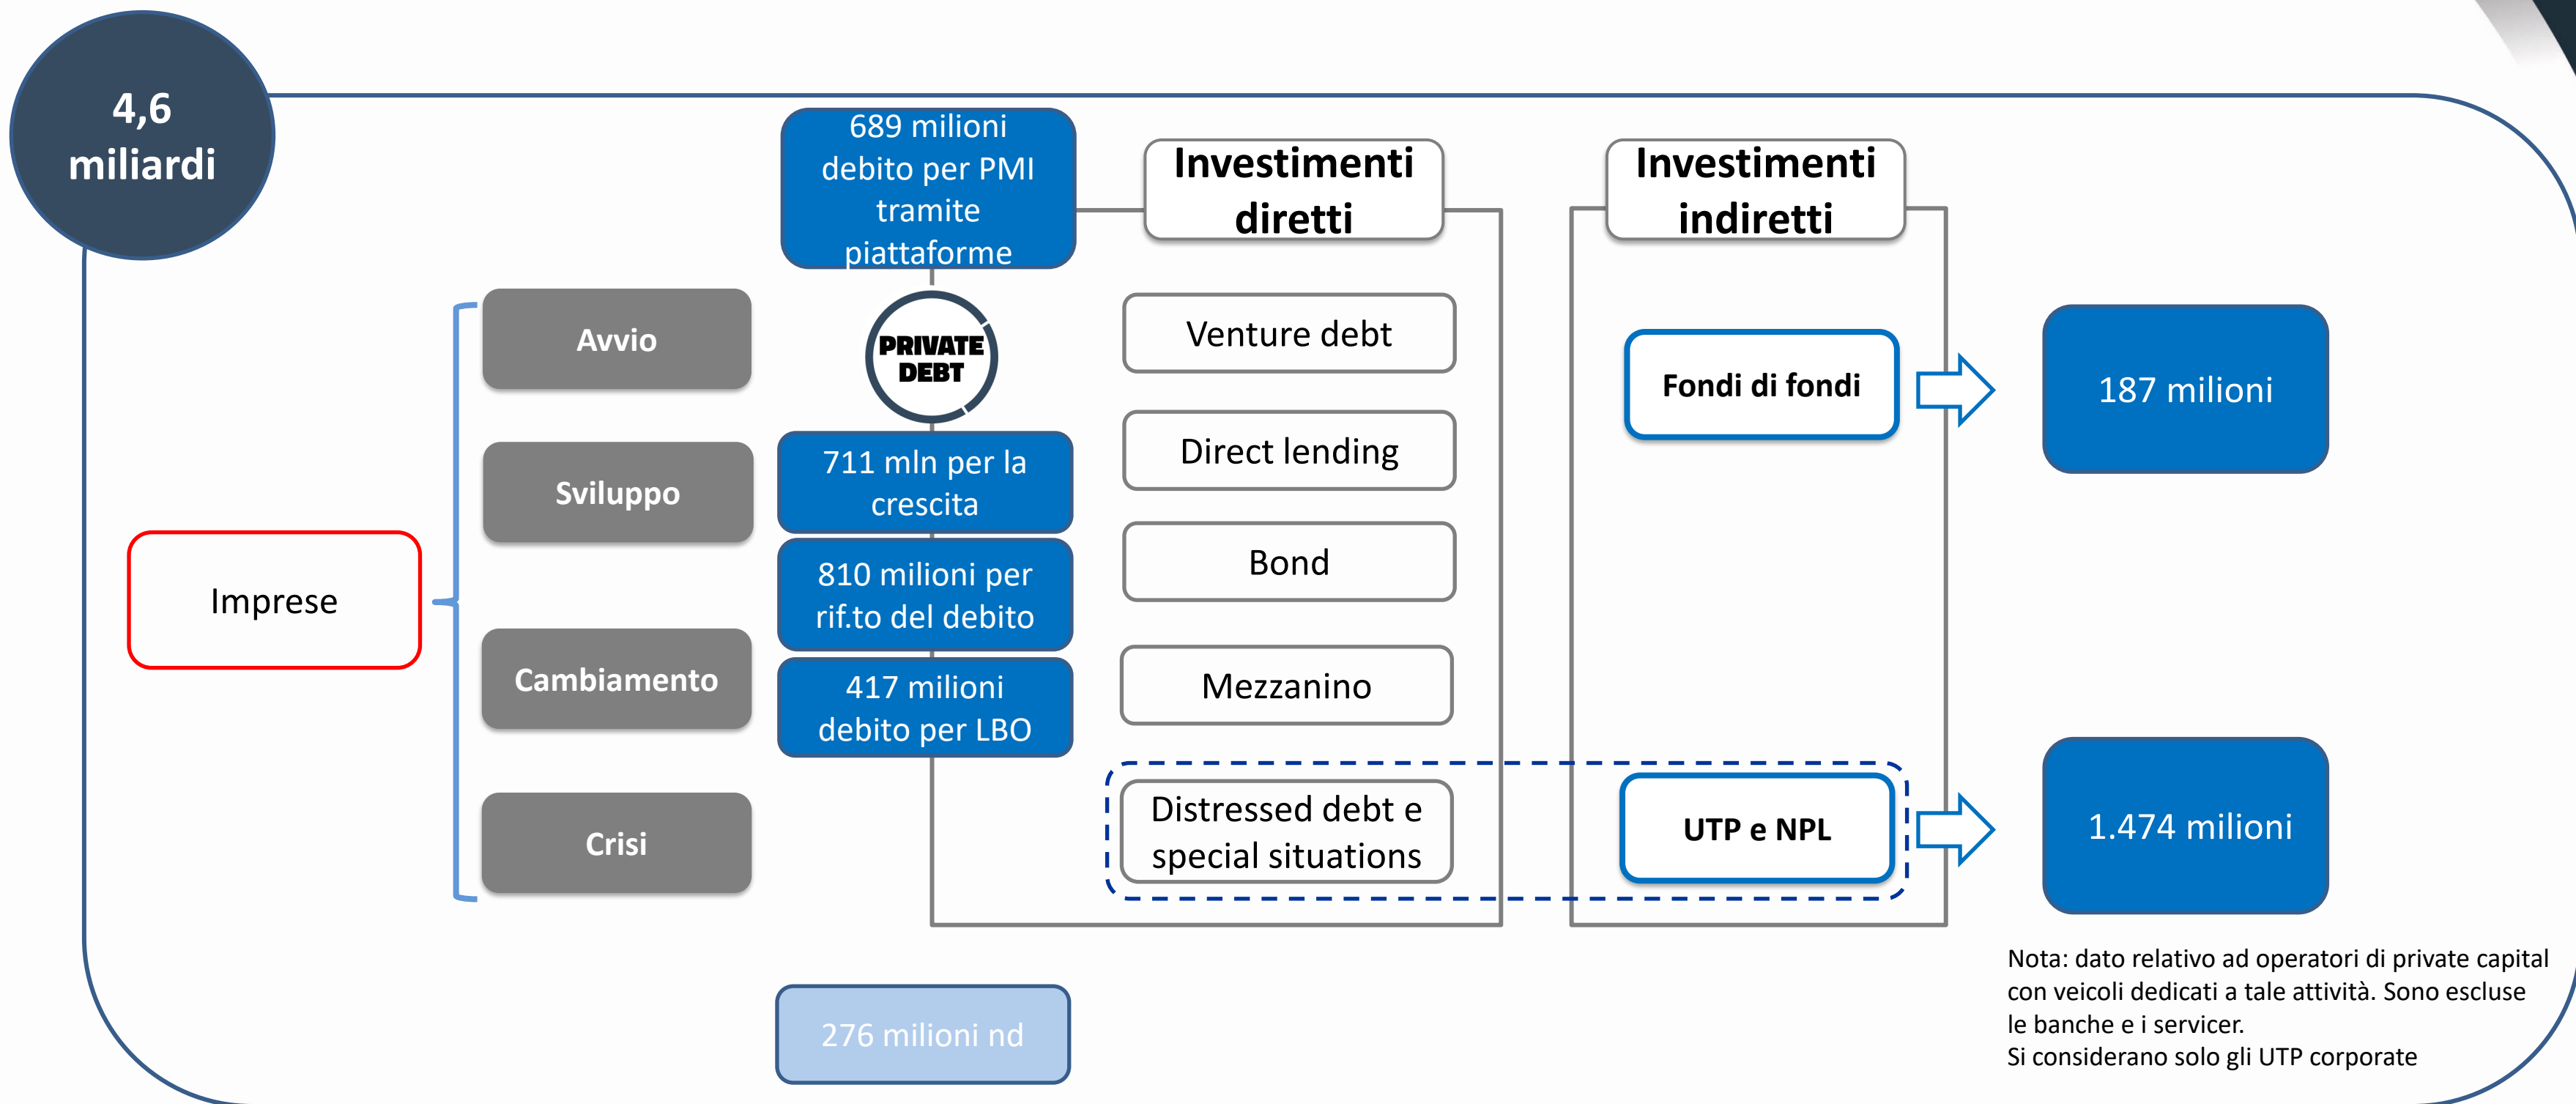 4,6
miliardi
689 milioni
debito per PMI
tramite
piattaforme
Investimenti
diretti
Investimenti
indiretti
Avvio
PRIVATE
DEBT
Venture debt
Fondi di fondi
187 milioni
Sviluppo
711 mln per la
crescita
Direct lending
Imprese
810 milioni per
rif.to del debito
Bond
Cambiamento
417 milioni
debito per LBO
Mezzanino
Crisi
Distressed debt e
special situations
UTP e NPL
1.474 milioni
276 milioni nd
Nota: dato relativo ad operatori di private capital
con veicoli dedicati a tale attività. Sono escluse
le banche e i servicer.
Si considerano solo gli UTP corporate